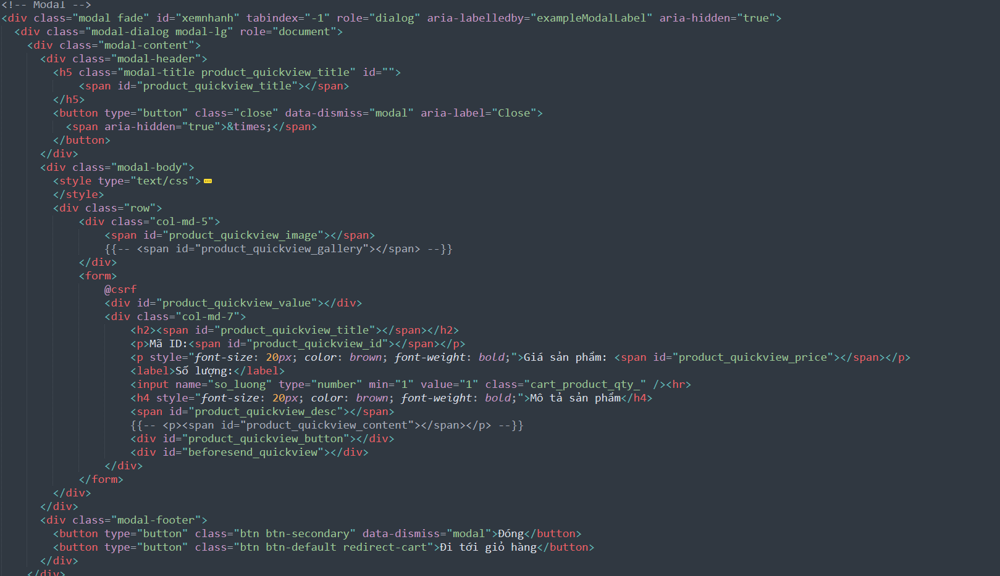 <!-- Modal -->
<div class="modal fade" id="xemnhanh" tabindex="-1" role="dialog" aria-labelledby="exampleModalLabel" aria-hidden="true">
  <div class="modal-dialog modal-lg" role="document">
    <div class="modal-content">
      <div class="modal-header">
        <h5 class="modal-title product_quickview_title" id="">
            <span id="product_quickview_title"></span>
        </h5>
        <button type="button" class="close" data-dismiss="modal" aria-label="Close">
          <span aria-hidden="true">&times;</span>
        </button>
      </div>
      <div class="modal-body">
        <style type="text/css">
        </style>
        <div class="row">
            <div class="col-md-5">
                <span id="product_quickview_image"></span>
                {{-- <span id="product_quickview_gallery"></span> --}}
            </div>
            <form>
                @csrf
                <div id="product_quickview_value"></div>
                <div class="col-md-7">
                    <h2><span id="product_quickview_title"></span></h2>
                    <p>Mã ID:<span id="product_quickview_id"></span></p>
                    <p style="font-size: 20px; color: brown; font-weight: bold;">Giá sản phẩm: <span id="product_quickview_price"></span></p>
                    <label>Số lượng:</label>
                    <input name="so_luong" type="number" min="1" value="1" class="cart_product_qty_" /><hr>
                    <h4 style="font-size: 20px; color: brown; font-weight: bold;">Mô tả sản phẩm</h4>
                    <span id="product_quickview_desc"></span>
                    {{-- <p><span id="product_quickview_content"></span></p> --}}
                    <div id="product_quickview_button"></div>
                    <div id="beforesend_quickview"></div>
                </div>
            </form>
        </div>
      </div>
      <div class="modal-footer">
        <button type="button" class="btn btn-secondary" data-dismiss="modal">Đóng</button>
        <button type="button" class="btn btn-default redirect-cart">Đi tới giỏ hàng</button>
      </div>
    </div>